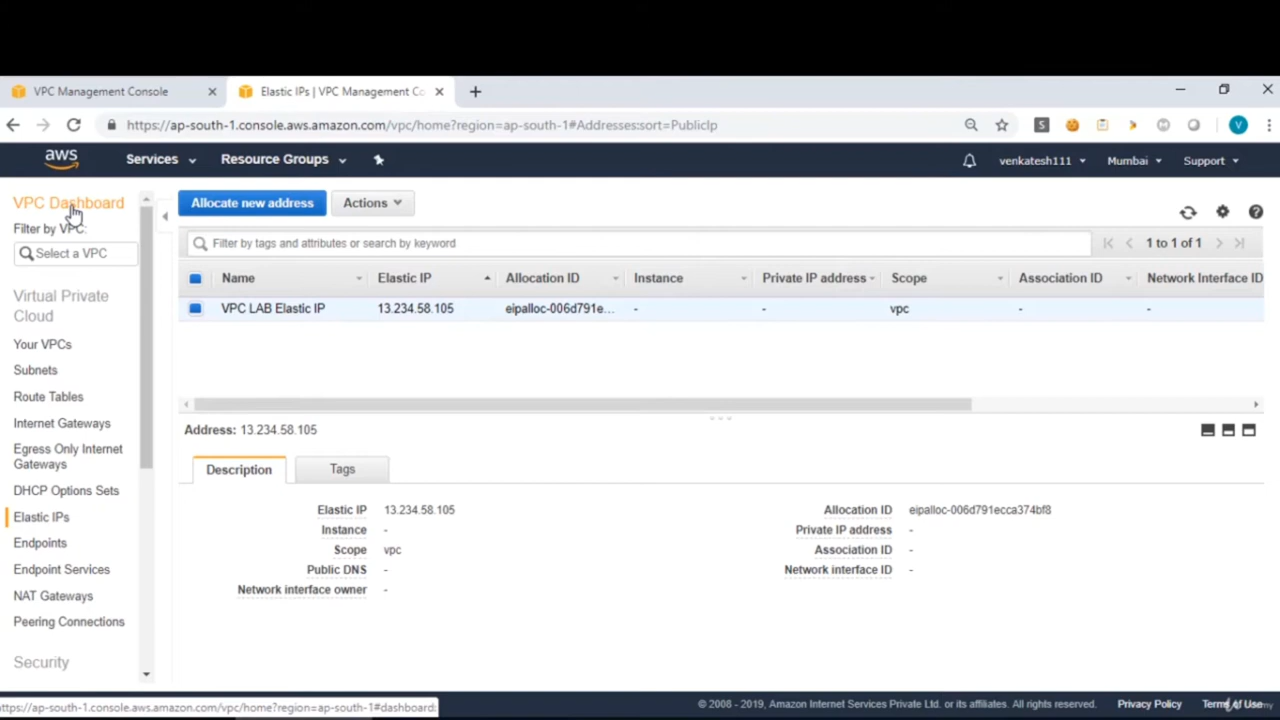 VPC Management Console
Elastic IPs | VPC Management Co
https://ap-south-1.console.aws.amazon.com/vpc/home?region=ap-south-1#Addresses:sort=PublicIp
S
V
aws
Services
Resource Groups
venkatesh111
Mumbai
Support
VPC Dashboard
Filter by VPC:
Select a VPC
Virtual Private
Cloud
Your VPCs
Subnets
Route Tables
Internet Gateways
Egress Only Internet
Gateways
DHCP Options Sets
Elastic IPs
Endpoints
Endpoint Services
NAT Gateways
Peering Connections
Security
Allocate new address
Actions
Filter by tags and attributes or search by keyword
1 to 1 of 1
Name Elastic IP Allocation ID Instance Private IP address Scope Association ID Network Interface ID
VPC LAB Elastic IP 13.234.58.105 eipalloc-006d791e... - - vpc - -
Address: 13.234.58.105
Description Tags
Elastic IP 13.234.58.105 Allocation ID eipalloc-006d791ecca374bf8
Instance - Private IP address -
Scope vpc Association ID -
Public DNS - Network interface ID -
Network interface owner -
https://ap-south-1.console.aws.amazon.com/vpc/home?region=ap-south-1#dashboard:
© 2008 - 2019, Amazon Internet Services Private Ltd. or its affiliates. All rights reserved.
Privacy Policy
Terms of Use